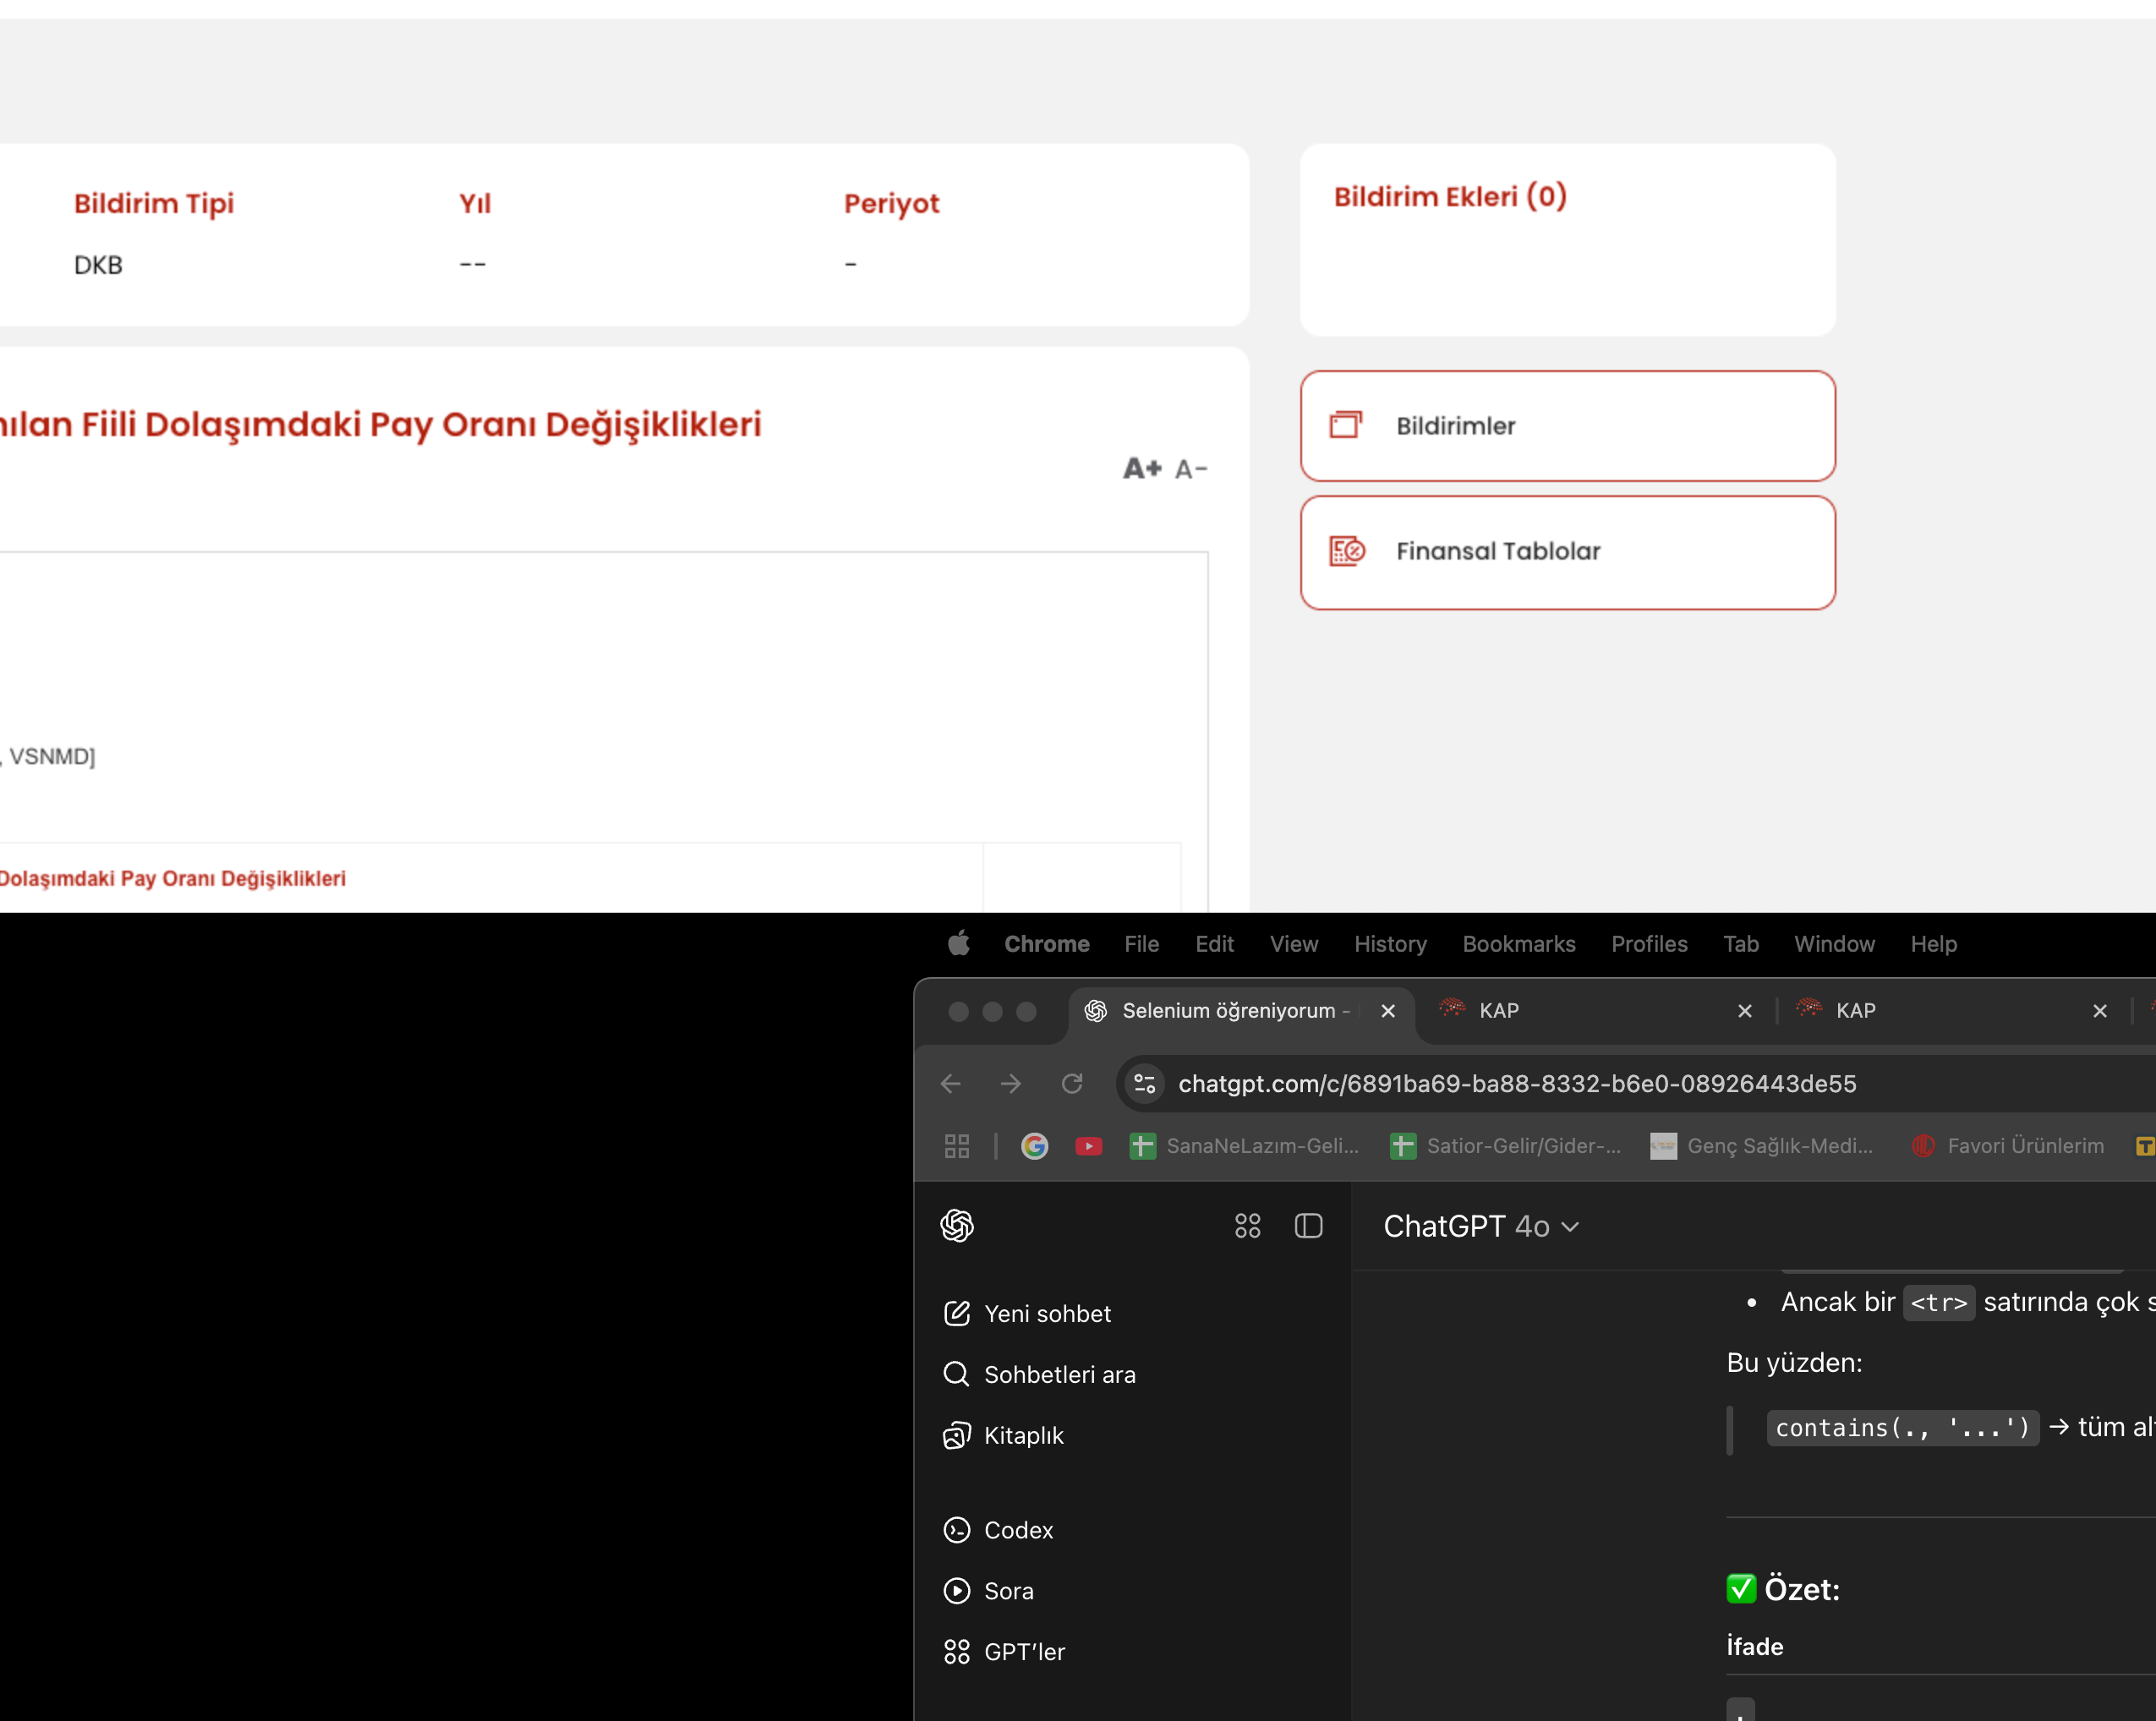 Bildirim Tipi Yıl Periyot
DKB -- -
Bildirim Ekleri (0)
Fiili Dolaşımdaki Pay Oranı Değişiklikleri
A+ A-
Bildirimler
Finansal Tablolar
, VSNMD]
Dolaşımdaki Pay Oranı Değişiklikleri
Chrome File Edit View History Bookmarks Profiles Tab Window Help
Selenium öğreniyorum - KAP KAP
chatgpt.com/c/6891ba69-ba88-8332-b6e0-08926443de55
SanaNeLazım-Geli... Satior-Gelir/Gider-... Genç Sağlık-Medi... Favori Ürünlerim
ChatGPT 4o
Yeni sohbet
Sohbetleri ara
Kitaplık
Codex
Sora
GPT'ler
• Ancak bir <tr> satırında çok
Bu yüzden:
contains(., '...') → tüm
✅ Özet:
İfade